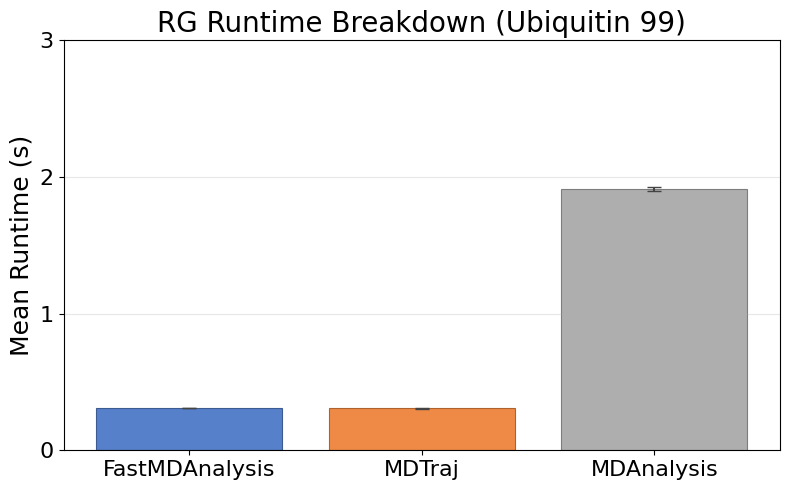 RG Runtime Breakdown (Ubiquitin 99)
Mean Runtime (s)
3
2
1
0
FastMDAnalysis MDTraj MDAnalysis